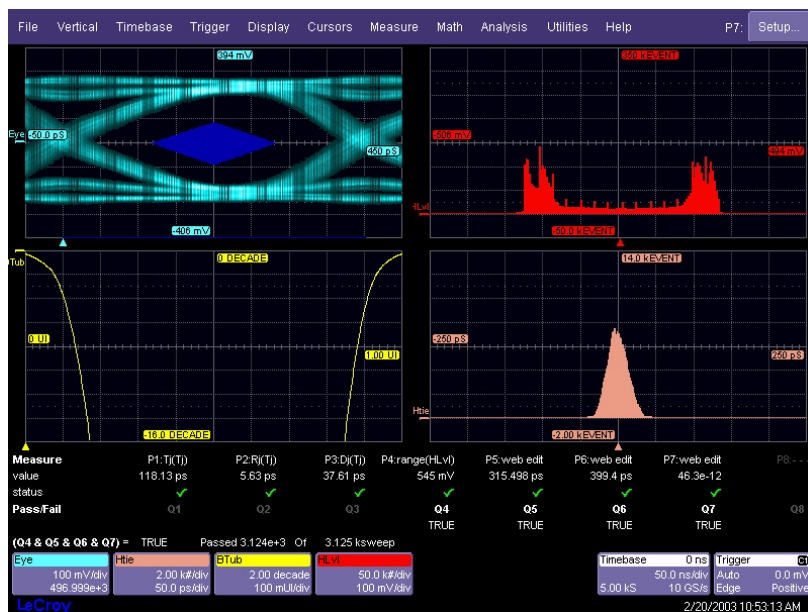 File Vertical Timebase Trigger Display Cursors Measure Math Analysis Utilities Help P7: Setup...
394 mV
Eye
-50.0 pS
450 pS
-406 mV
350 kEVENT
-506 mV
494 mV
HLvl
-50.0 kEVENT
BTub
0 DECADE
0 UI
1.00 UI
-16.0 DECADE
14.0 kEVENT
-250 pS
250 pS
Htie
-2.00 kEVENT
Measure P1:Tj(Tj) P2:Rj(Tj) P3:Dj(Tj) P4:range(HLvl) P5:web edit P6:web edit P7:web edit P8:- - -
value 118.13 ps 5.63 ps 37.61 ps 545 mV 315.498 ps 399.4 ps 46.3e-12
status
Pass/Fail Q1 Q2 Q3 Q4 Q5 Q6 Q7 Q8
TRUE TRUE TRUE TRUE
(Q4 & Q5 & Q6 & Q7) = TRUE Passed 3.124e+3 Of 3.125 ksweep
Eye Htie BTub HLvl Timebase 0 ns Trigger C1
100 mV/div 2.00 k#/div 2.00 decade 50.0 k#/div 50.0 ns/div Auto 0.0 mV
496.999e+3 50.0 ps/div 100 mUI/div 100 mV/div 5.00 kS 10 GS/s Edge Positive
LeCroy 2/20/2003 10:53:13 AM